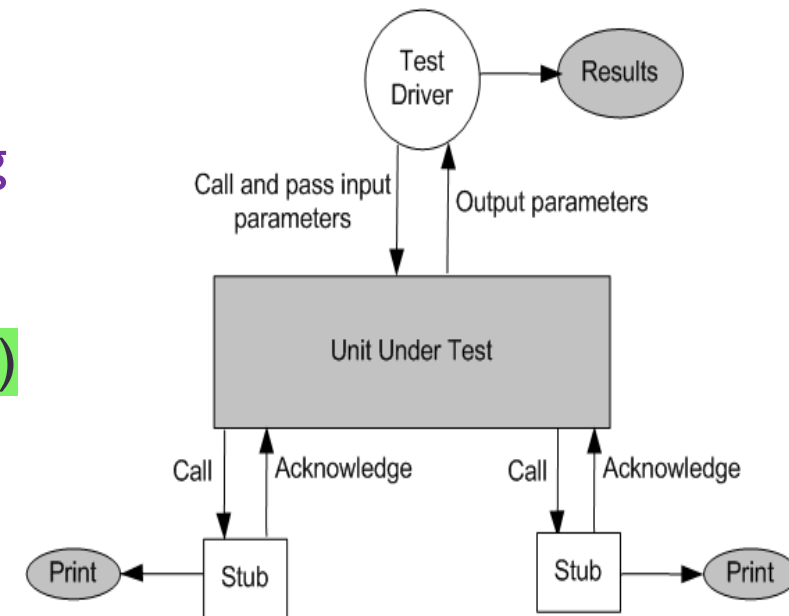 Test
Driver
Results
g
Call and pass input
parameters
Output parameters
)
Unit Under Test
Call
Acknowledge
Call
Acknowledge
Print
Stub
Stub
Print